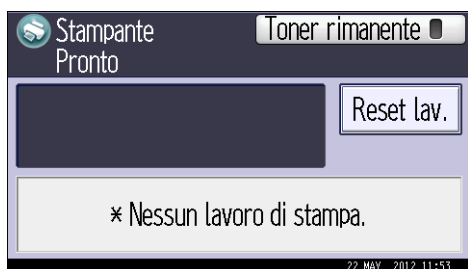 Stampante
Toner rimanente
Pronto
Reset lav.
* Nessun lavoro di stampa.
22 MAY 2012 11:53